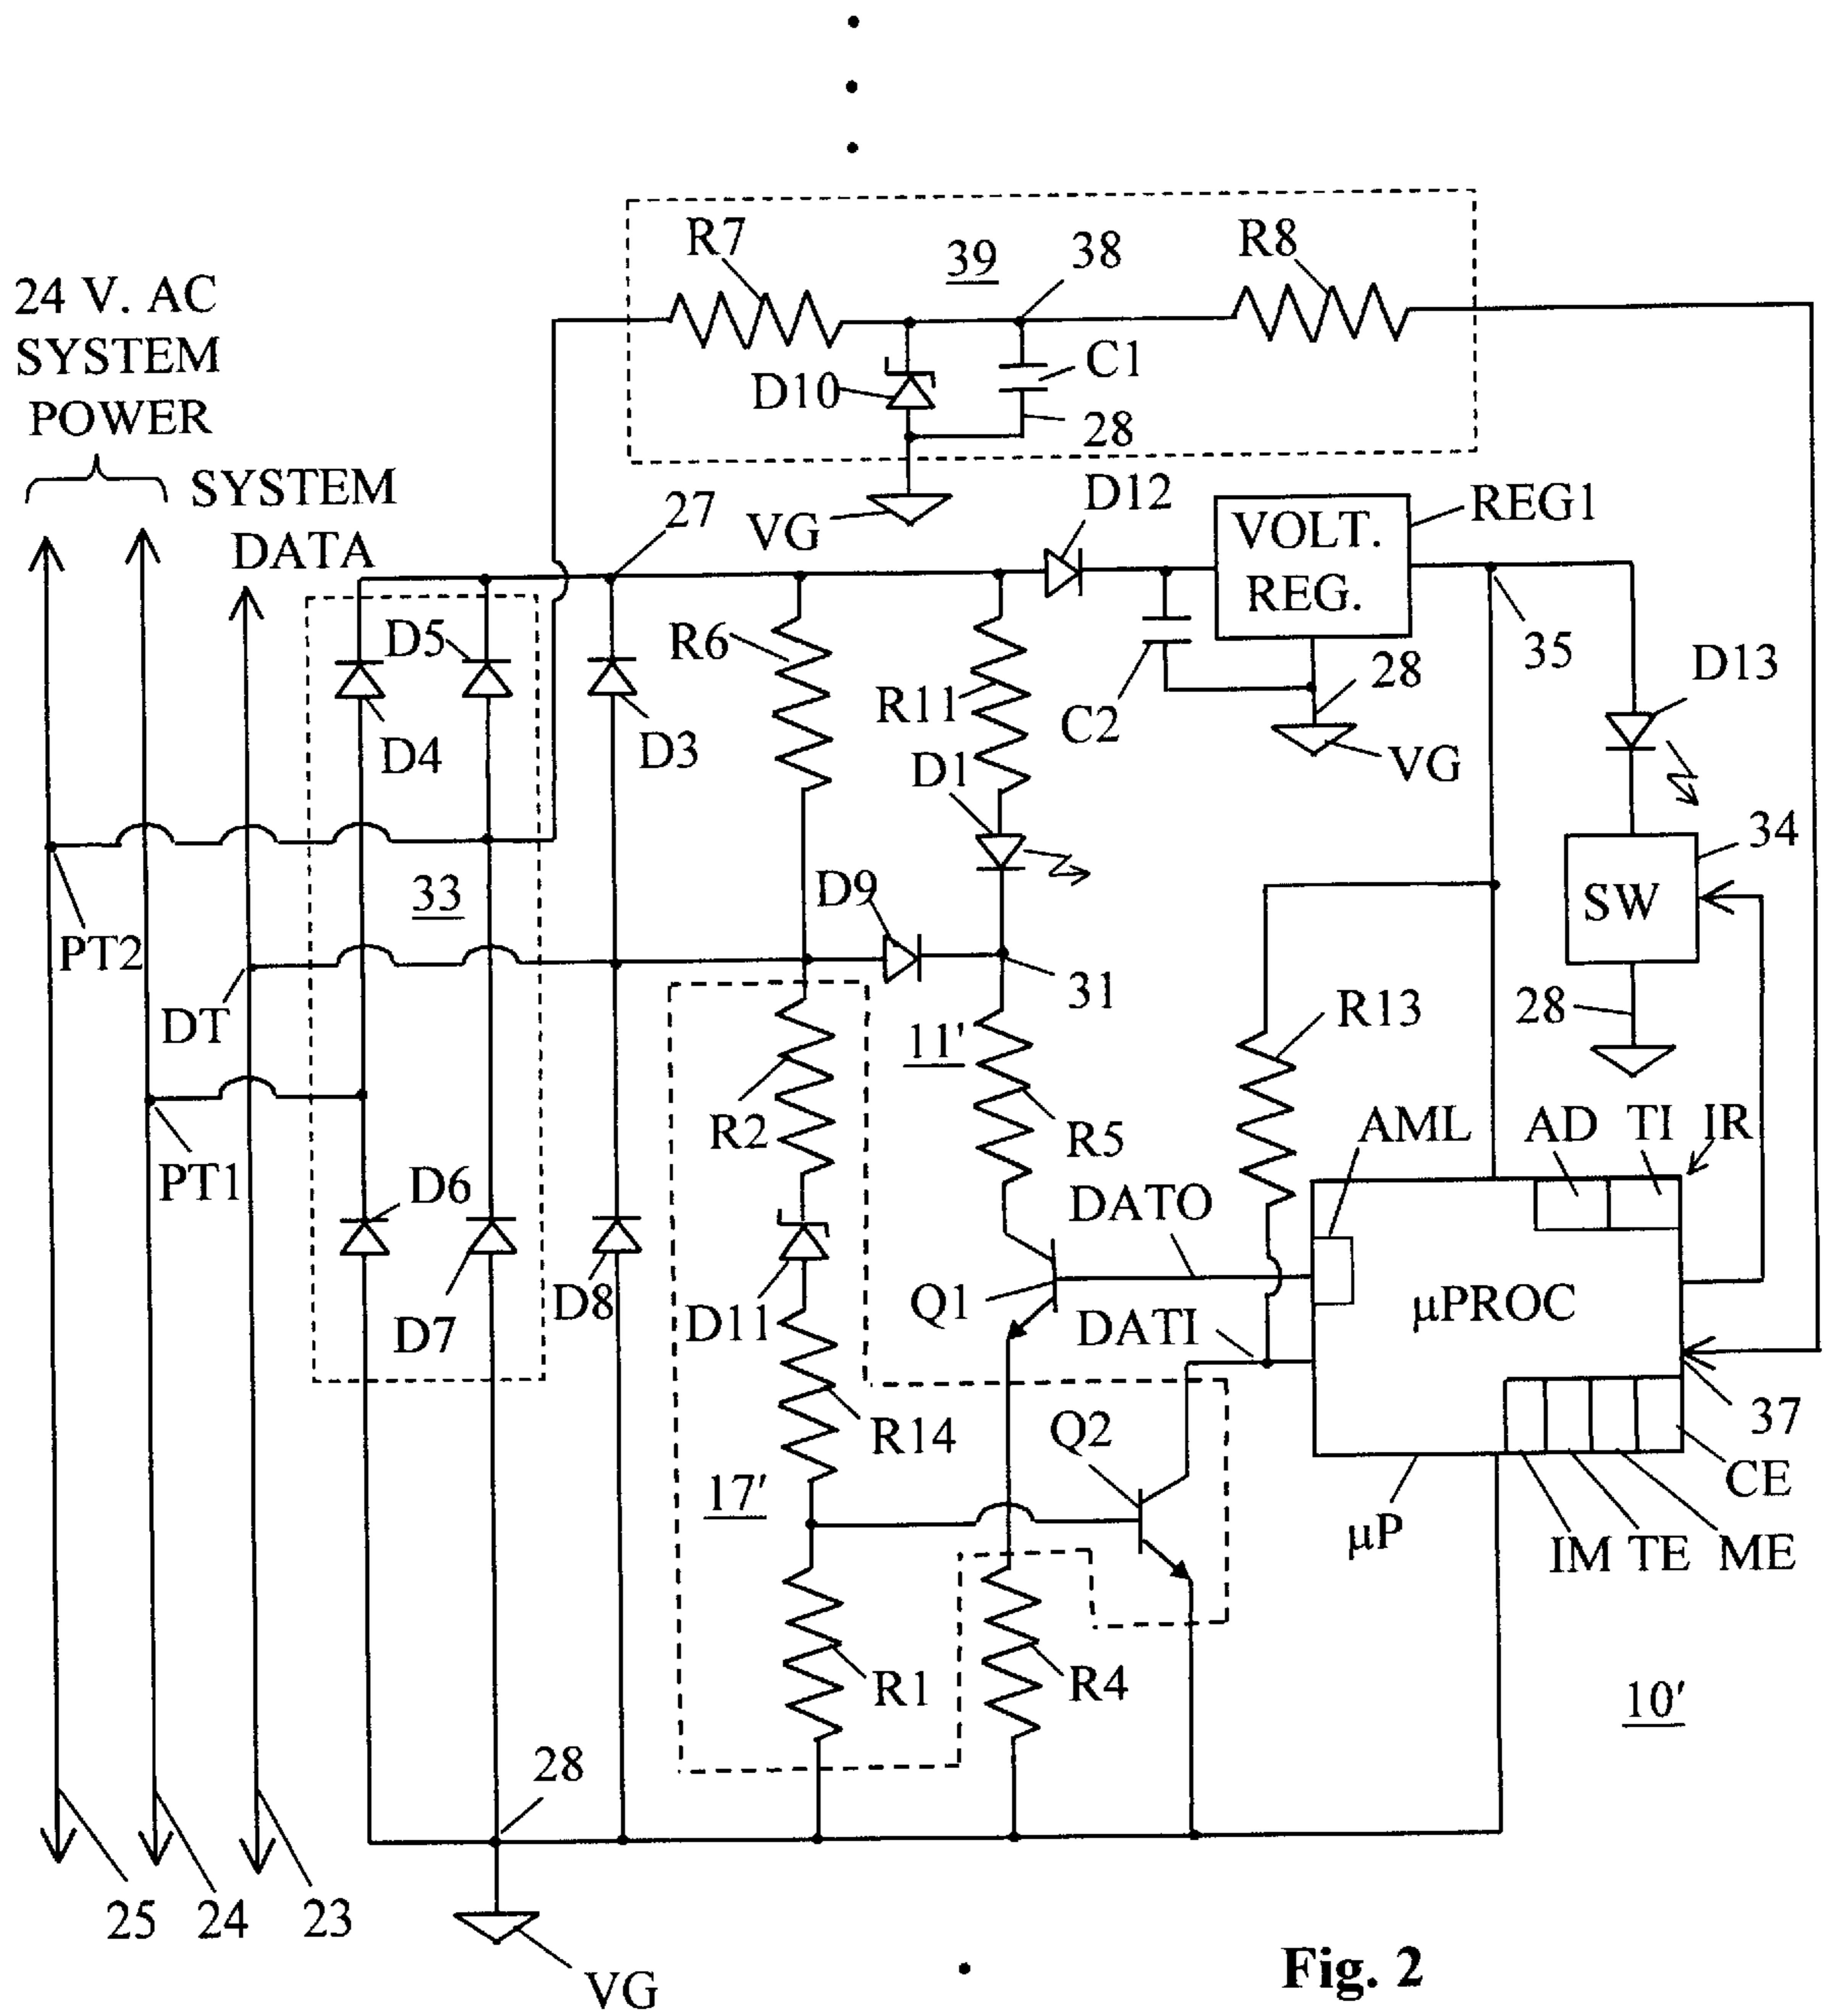 R7
39
38
R8
24 V. AC
SYSTEM
POWER
C1
D10
28
SYSTEM
DATA
27
VG
D12
VOLT.
REG.
REG1
D5
R6
R11
C2
28
35
D13
D4
D3
D1
VG
34
33
D9
SW
PT2
31
28
DT
11'
R13
R2
R5
AML
AD
TI
IR
PT1
D6
DATO
D7
D8
D11
Q1
μPROC
DATI
R14
Q2
37
17'
CE
μP
IM
TE
ME
R1
R4
10'
28
25
24
23
VG
Fig. 2